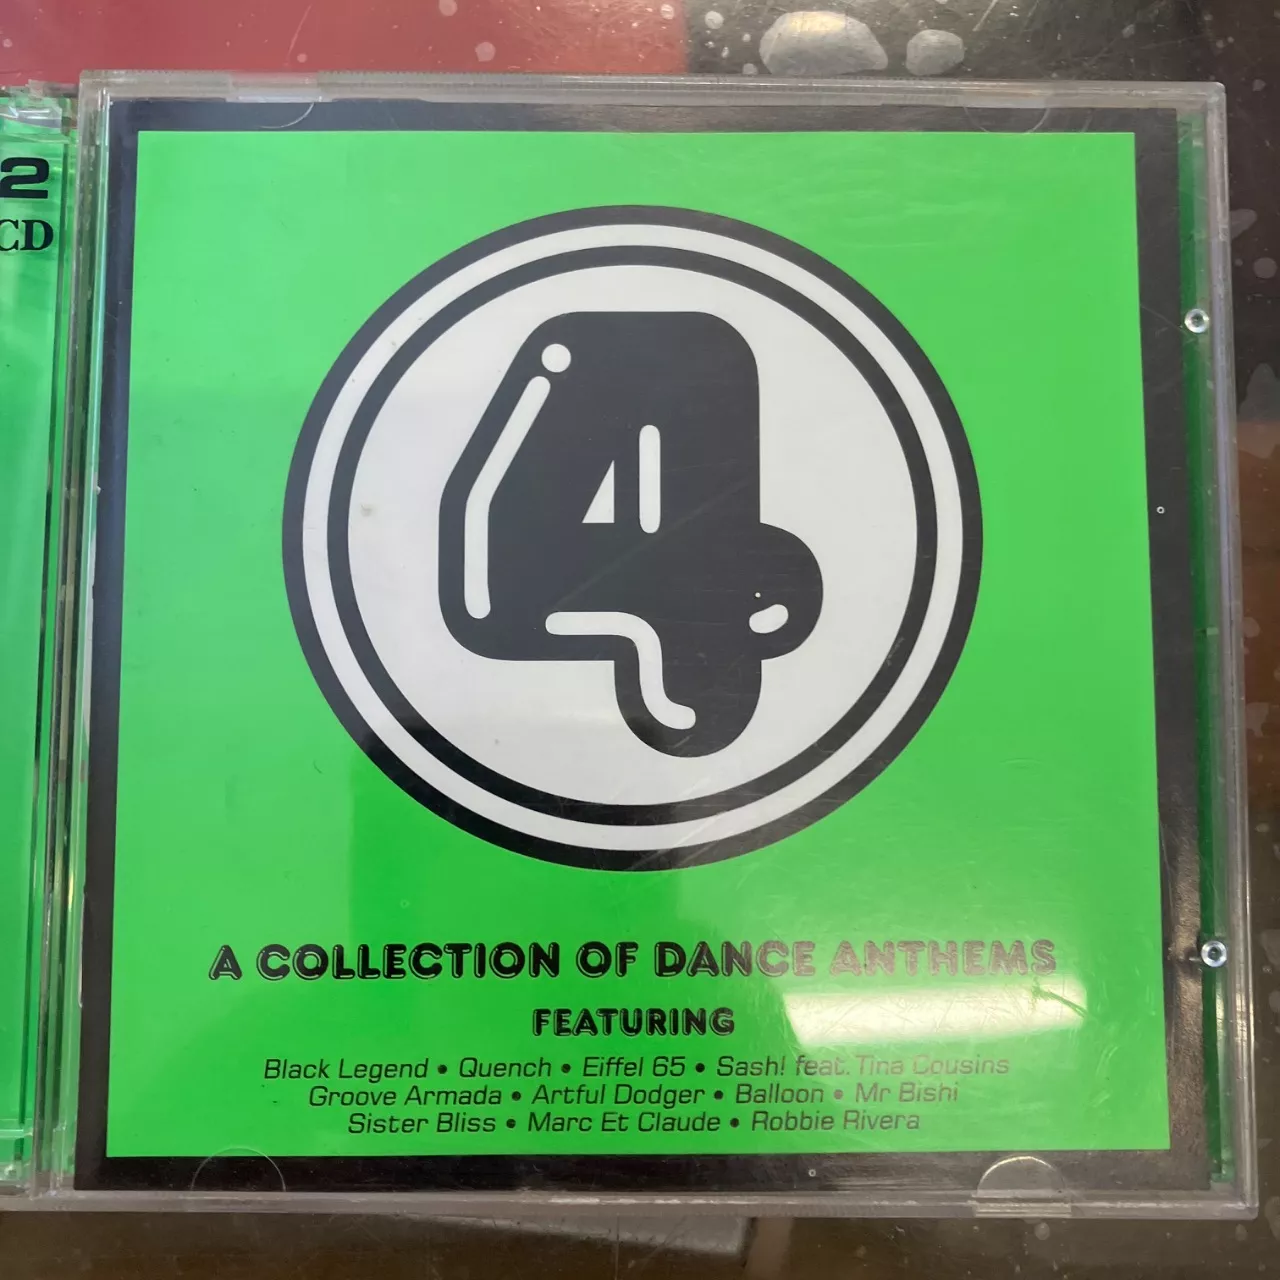 2
CD
4
A COLLECTION OF DANCE ANTHEMS
FEATURING
Black Legend • Quench • Eiffel 65 • Sash! feat. Tina Cousins
Groove Armada • Artful Dodger • Balloon • Mr Bishi
Sister Bliss • Marc Et Claude • Robbie Rivera